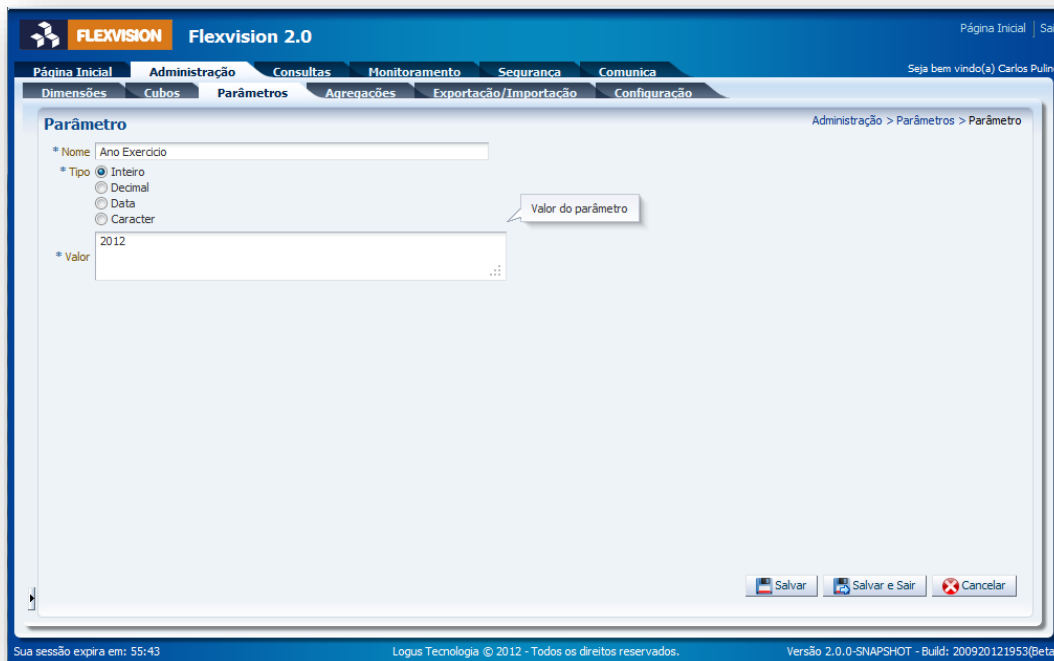 FLEXVISION Flexvision 2.0 Página Inicial Sai
Página Inicial Administração Consultas Monitoramento Segurança Comunica Seja bem vindo(a) Carlos Pulin
Dimensões Cubos Parâmetros Agregações Exportação/Importação Configuração
Parâmetro Administração > Parâmetros > Parâmetro
* Nome Ano Exercicio
* Tipo Inteiro
Decimal
Data
Caracter
Valor do parâmetro
* Valor 2012
Salvar Salvar e Sair Cancelar
Sua sessão expira em: 55:43 Logus Tecnologia © 2012 - Todos os direitos reservados. Versão 2.0.0-SNAPSHOT - Build: 200920121953(Beta